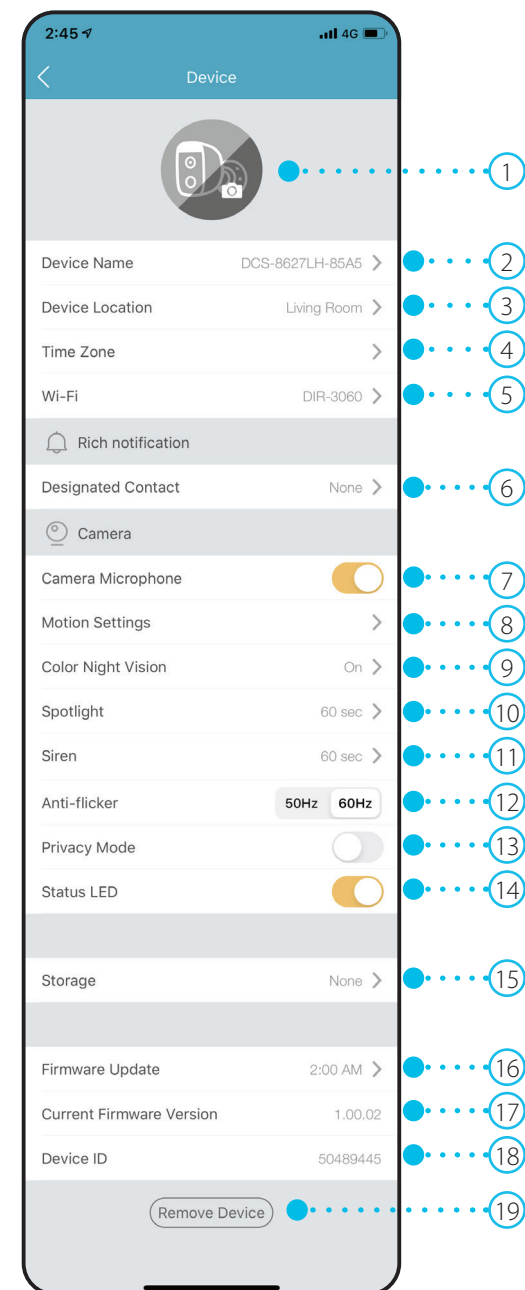 2:45 4G
Device
1
Device Name DCS-8627LH-85A5 2
Device Location Living Room 3
Time Zone 4
Wi-Fi DIR-3060 5
Rich notification
Designated Contact None 6
Camera
Camera Microphone 7
Motion Settings 8
Color Night Vision On 9
Spotlight 60 sec 10
Siren 60 sec 11
Anti-flicker 50Hz 60Hz 12
Privacy Mode 13
Status LED 14
Storage None 15
Firmware Update 2:00 AM 16
Current Firmware Version 1.00.02 17
Device ID 50489445 18
Remove Device 19